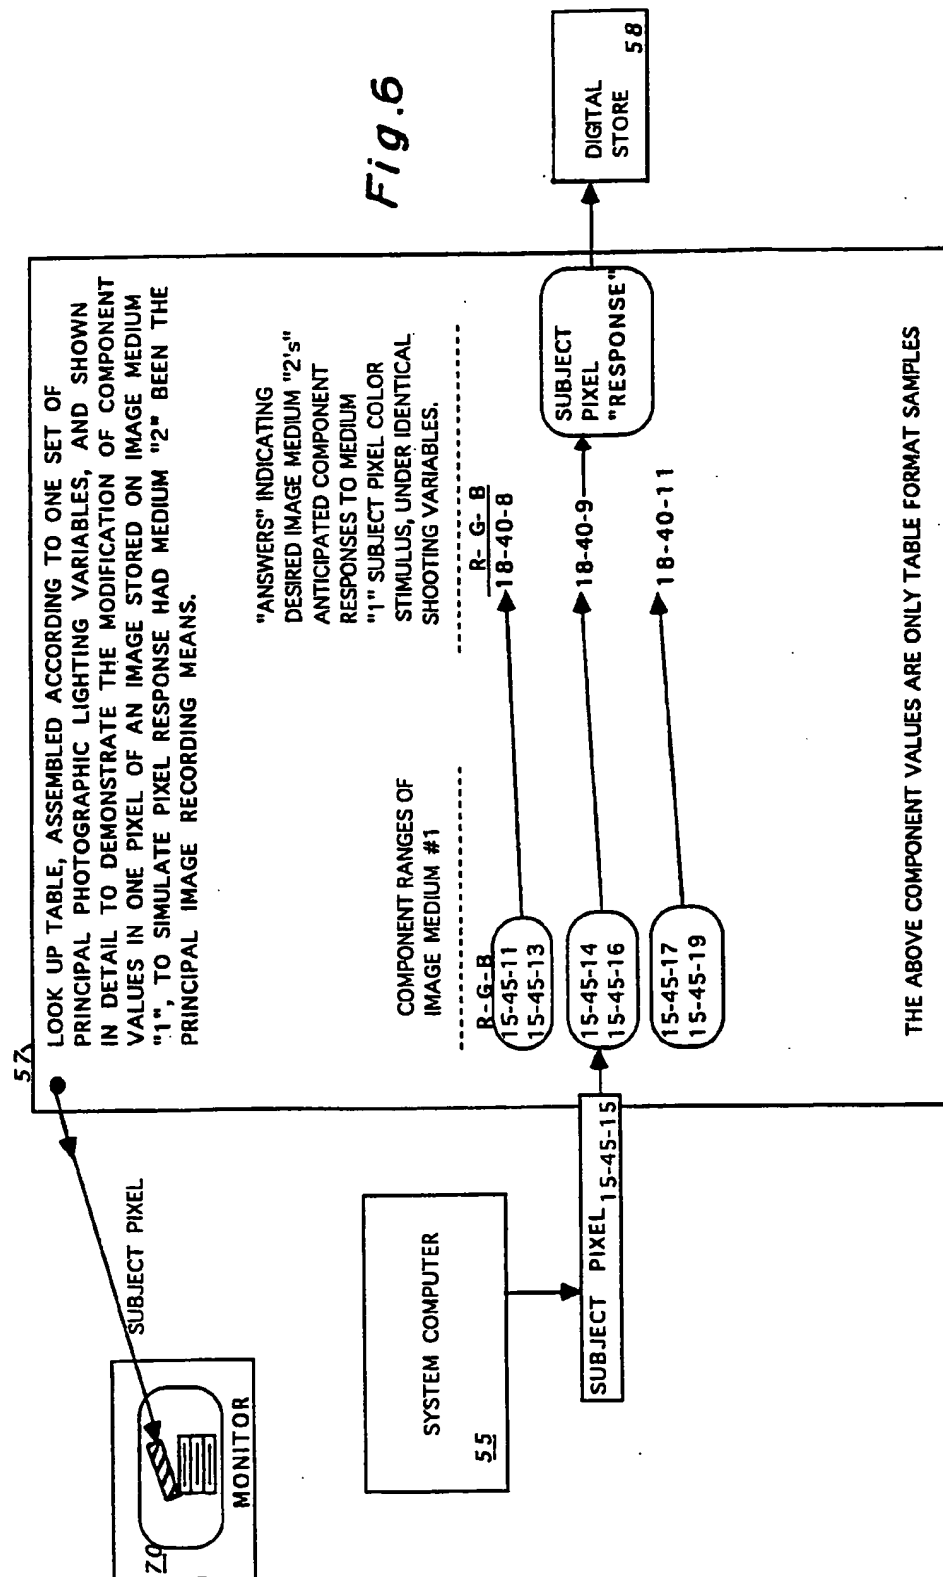 57
LOOK UP TABLE, ASSEMBLED ACCORDING TO ONE SET OF
PRINCIPAL PHOTOGRAPHIC LIGHTING VARIABLES, AND SHOWN
IN DETAIL TO DEMONSTRATE THE MODIFICATION OF COMPONENT
VALUES IN ONE PIXEL OF AN IMAGE STORED ON IMAGE MEDIUM
"1", TO SIMULATE PIXEL RESPONSE HAD MEDIUM "2" BEEN THE
PRINCIPAL IMAGE RECORDING MEANS.
70
MONITOR
SUBJECT PIXEL
COMPONENT RANGES OF
IMAGE MEDIUM #1
R-G-B
15-45-11
15-45-13
15-45-14
15-45-16
15-45-17
15-45-19
"ANSWERS" INDICATING
DESIRED IMAGE MEDIUM "2's"
ANTICIPATED COMPONENT
RESPONSES TO MEDIUM
"1" SUBJECT PIXEL COLOR
STIMULUS, UNDER IDENTICAL
SHOOTING VARIABLES.
R- G- B
18-40-8
18-40-9
18-40-11
SYSTEM COMPUTER
55
SUBJECT PIXEL 15-45-15
SUBJECT
PIXEL
"RESPONSE"
DIGITAL
STORE
58
THE ABOVE COMPONENT VALUES ARE ONLY TABLE FORMAT SAMPLES
Fig.6